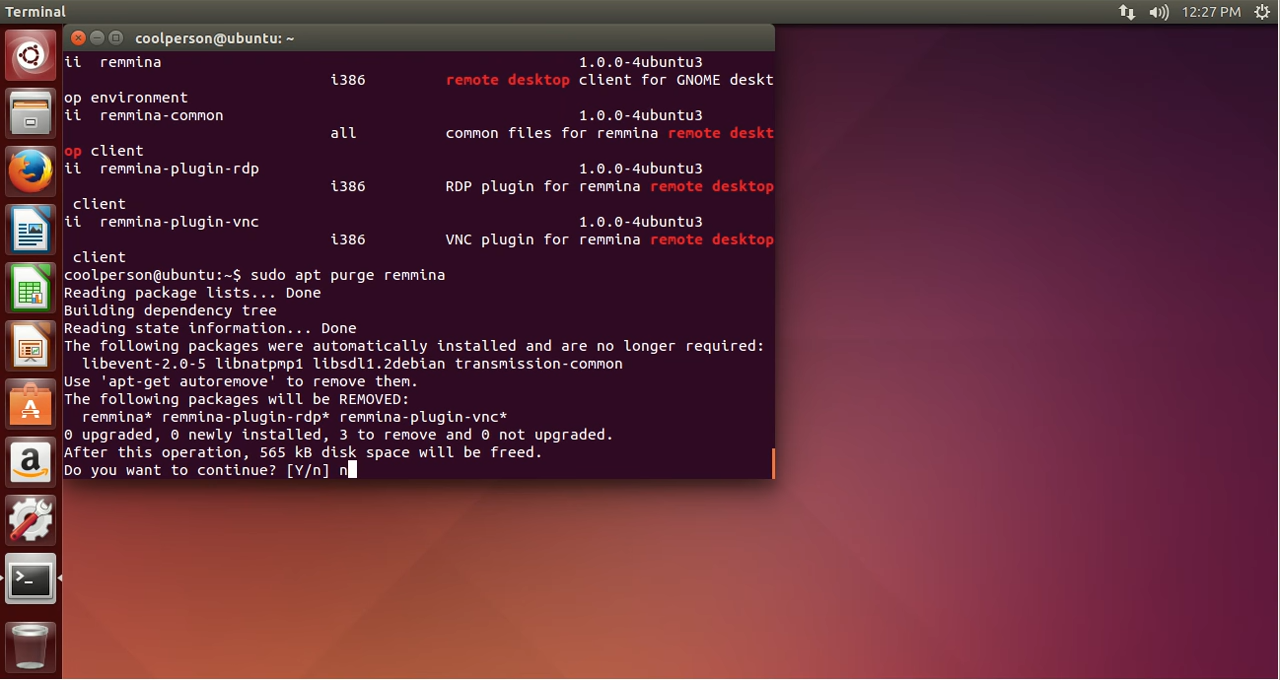 Terminal
12:27 PM
coolperson@ubuntu: ~
ii remmina 1.0.0-4ubuntu3
i386 remote desktop client for GNOME deskt
op environment
ii remmina-common 1.0.0-4ubuntu3
all common files for remmina remote deskt
op client
ii remmina-plugin-rdp 1.0.0-4ubuntu3
i386 RDP plugin for remmina remote desktop
client
ii remmina-plugin-vnc 1.0.0-4ubuntu3
i386 VNC plugin for remmina remote desktop
client
coolperson@ubuntu:~$ sudo apt purge remmina
Reading package lists... Done
Building dependency tree
Reading state information... Done
The following packages were automatically installed and are no longer required:
libevent-2.0-5 libnatpmp1 libsdl1.2debian transmission-common
Use 'apt-get autoremove' to remove them.
The following packages will be REMOVED:
remmina* remmina-plugin-rdp* remmina-plugin-vnc*
0 upgraded, 0 newly installed, 3 to remove and 0 not upgraded.
After this operation, 565 kB disk space will be freed.
Do you want to continue? [Y/n] n